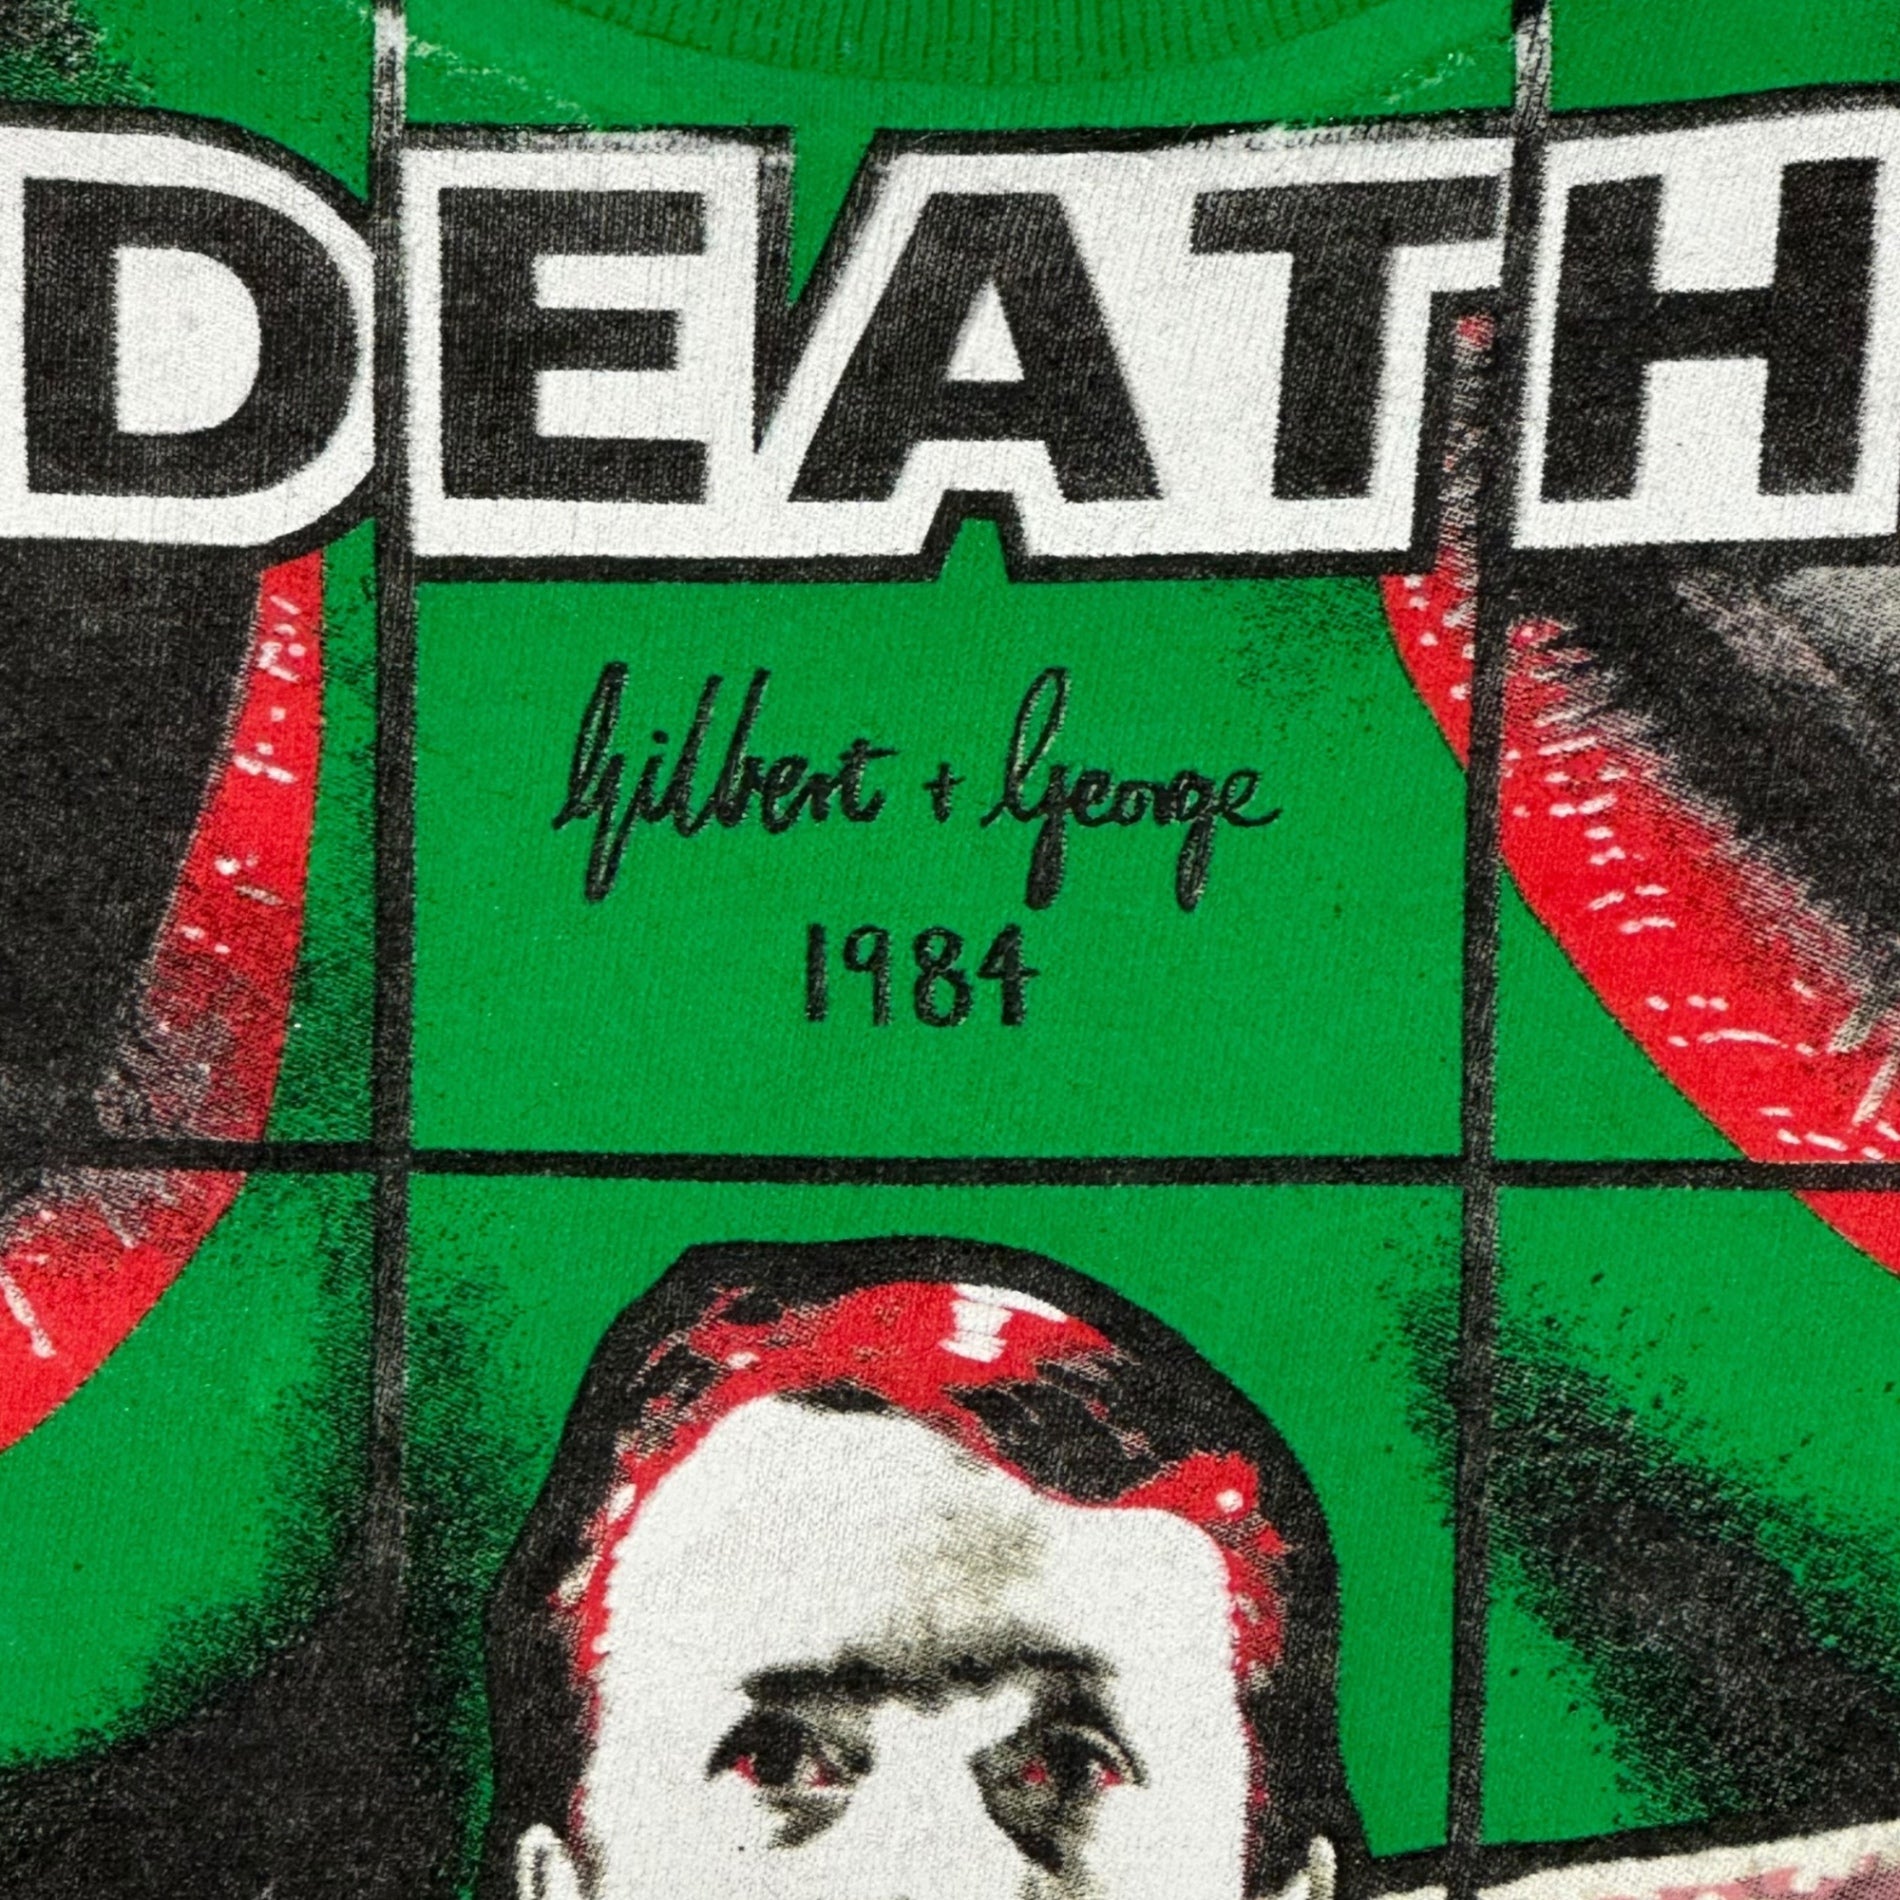 DEATH
Gilbert + George
1984